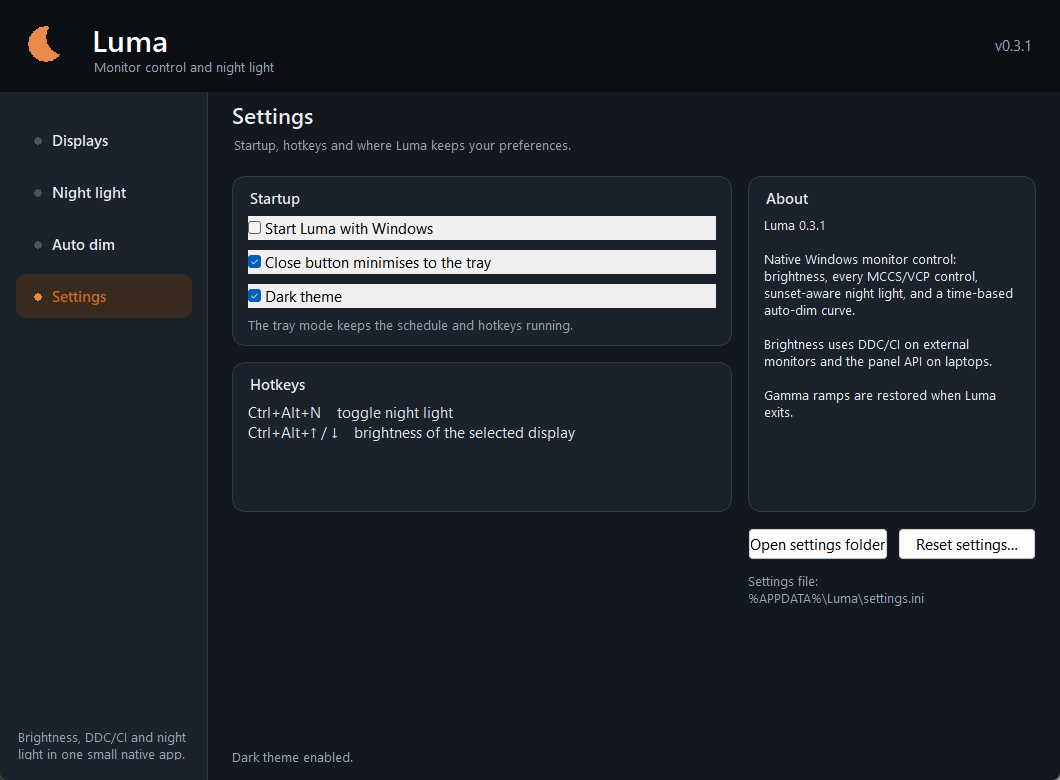 Luma
Monitor control and night light
v0.3.1
Displays
Night light
Auto dim
Settings
Brightness, DDC/CI and night
light in one small native app.
Settings
Startup, hotkeys and where Luma keeps your preferences.
Startup
Start Luma with Windows
Close button minimises to the tray
Dark theme
The tray mode keeps the schedule and hotkeys running.
Hotkeys
Ctrl+Alt+N    toggle night light
Ctrl+Alt+↑ / ↓    brightness of the selected display
About
Luma 0.3.1
Native Windows monitor control:
brightness, every MCCS/VCP control,
sunset-aware night light, and a time-based
auto-dim curve.
Brightness uses DDC/CI on external
monitors and the panel API on laptops.
Gamma ramps are restored when Luma
exits.
Open settings folder
Reset settings...
Settings file:
%APPDATA%\Luma\settings.ini
Dark theme enabled.